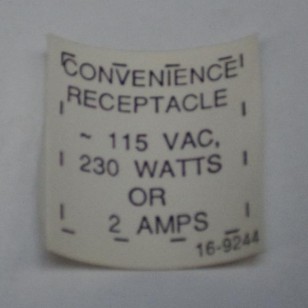 CONVENIENCE
RECEPTACLE
~ 115 VAC,
230 WATTS
OR
2 AMPS
16-9244